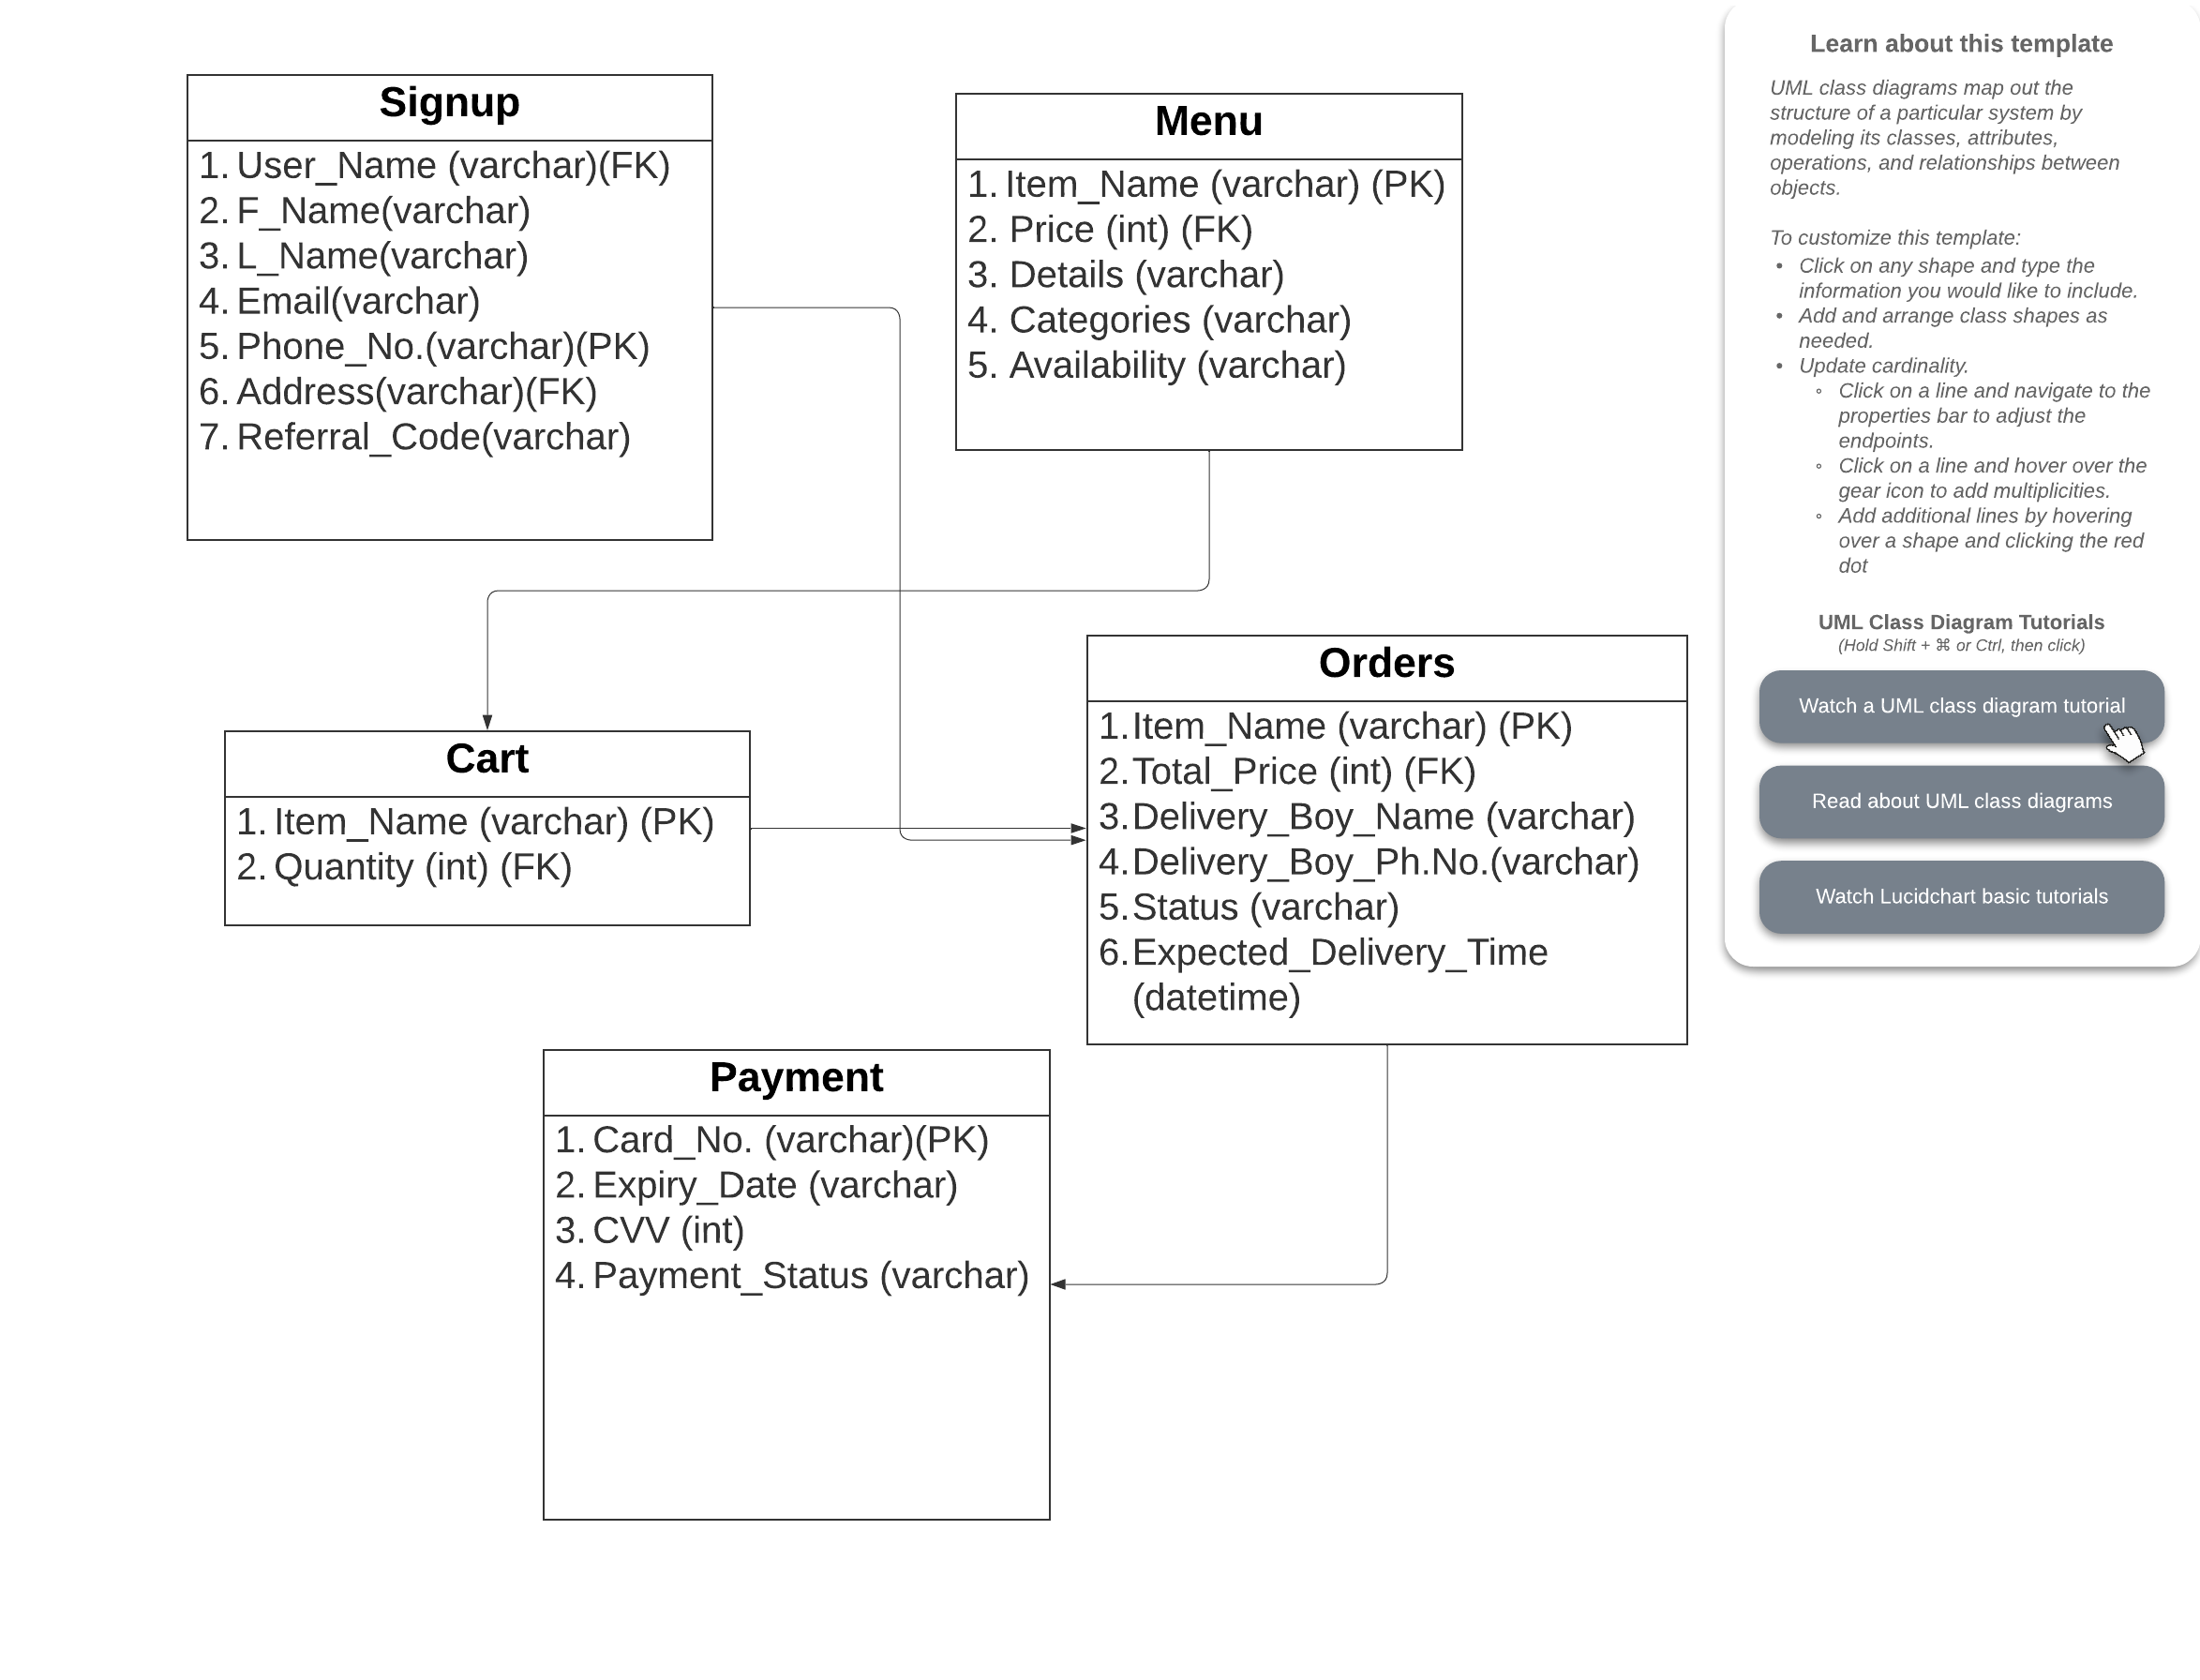 Signup
1. User_Name (varchar)(FK)
2. F_Name(varchar)
3. L_Name(varchar)
4. Email(varchar)
5. Phone_No.(varchar)(PK)
6. Address(varchar)(FK)
7. Referral_Code(varchar)
Menu
1. Item_Name (varchar) (PK)
2. Price (int) (FK)
3. Details (varchar)
4. Categories (varchar)
5. Availability (varchar)
Cart
1. Item_Name (varchar) (PK)
2. Quantity (int) (FK)
Orders
1. Item_Name (varchar) (PK)
2. Total_Price (int) (FK)
3. Delivery_Boy_Name (varchar)
4. Delivery_Boy_Ph.No.(varchar)
5. Status (varchar)
6. Expected_Delivery_Time
(datetime)
Payment
1. Card_No. (varchar)(PK)
2. Expiry_Date (varchar)
3. CVV (int)
4. Payment_Status (varchar)
Learn about this template
UML class diagrams map out the
structure of a particular system by
modeling its classes, attributes,
operations, and relationships between
objects.
To customize this template:
• Click on any shape and type the
information you would like to include.
• Add and arrange class shapes as
needed.
• Update cardinality.
◦ Click on a line and navigate to the
properties bar to adjust the
endpoints.
◦ Click on a line and hover over the
gear icon to add multiplicities.
◦ Add additional lines by hovering
over a shape and clicking the red
dot
UML Class Diagram Tutorials
(Hold Shift + ⌘ or Ctrl, then click)
Watch a UML class diagram tutorial
Read about UML class diagrams
Watch Lucidchart basic tutorials